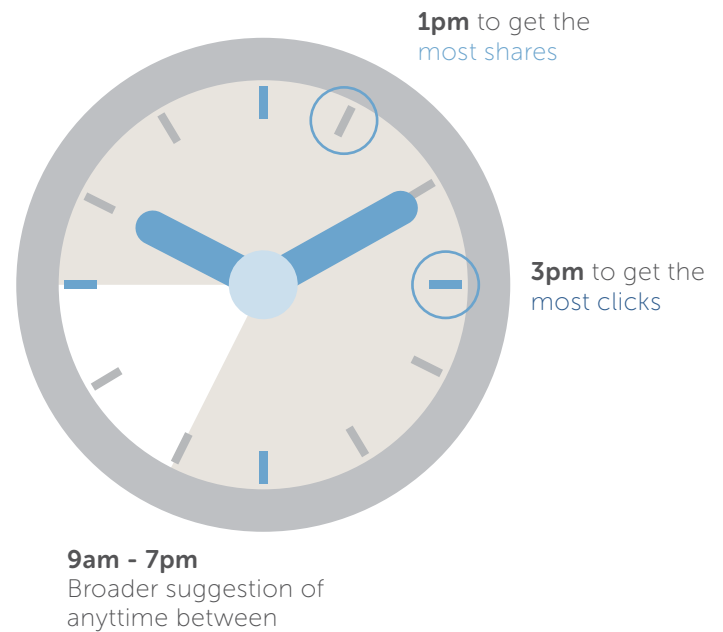 1pm to get the
most shares
3pm to get the
most clicks
9am - 7pm
Broader suggestion of
anyttime between